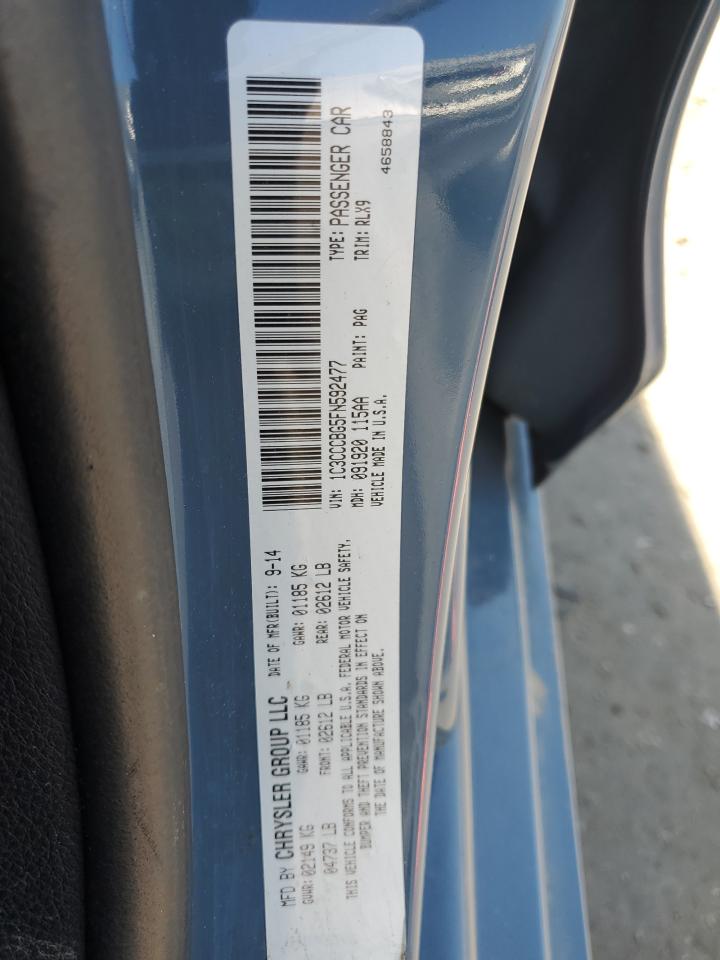 MFD BY CHRYSLER GROUP LLC DATE OF MFR(BUILT): 9-14
GVWR: 02149 KG GAWR: 01185 KG GAWR: 01185 KG
04737 LB FRONT: 02612 LB REAR: 02612 LB
THIS VEHICLE CONFORMS TO ALL APPLICABLE U.S.A. FEDERAL MOTOR VEHICLE SAFETY,
BUMPER AND THEFT PREVENTION STANDARDS IN EFFECT ON
THE DATE OF MANUFACTURE SHOWN ABOVE.
VIN: 1C3CCCBG5FN592477 TYPE: PASSENGER CAR
MDH: 091920 115AA PAINT: PAG TRIM: RLX9
VEHICLE MADE IN U.S.A. 4658843